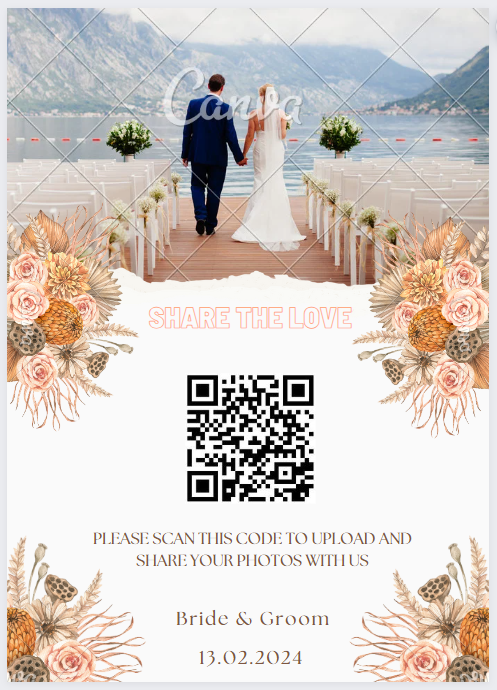 Canva
SHARE THE LOVE
PLEASE SCAN THIS CODE TO UPLOAD AND
SHARE YOUR PHOTOS WITH US
Bride & Groom
13.02.2024